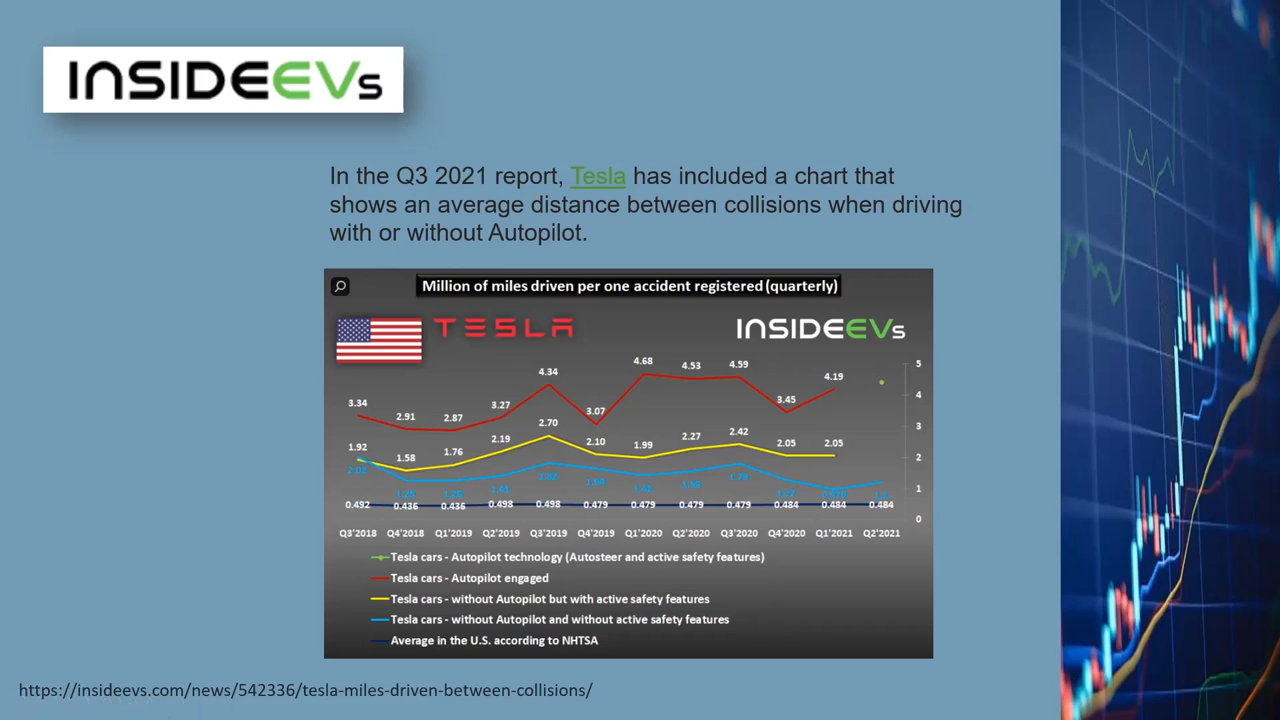 INSIDEEVs
In the Q3 2021 report, Tesla has included a chart that
shows an average distance between collisions when driving
with or without Autopilot.
Million of miles driven per one accident registered (quarterly)
TESLA
INSIDEEVs
3.34 2.91 2.87 3.27 4.34 3.07 4.68 4.53 4.59 3.45 4.19
1.92 1.58 1.76 2.19 2.70 2.10 1.99 2.27 2.42 2.05 2.05
2.02
0.492 0.436 0.436 0.498 0.498 0.479 0.479 0.479 0.479 0.484 0.484 0.484
5
4
3
2
1
0
Q3'2018 Q4'2018 Q1'2019 Q2'2019 Q3'2019 Q4'2019 Q1'2020 Q2'2020 Q3'2020 Q4'2020 Q1'2021 Q2'2021
Tesla cars - Autopilot technology (Autosteer and active safety features)
Tesla cars - Autopilot engaged
Tesla cars - without Autopilot but with active safety features
Tesla cars - without Autopilot and without active safety features
Average in the U.S. according to NHTSA
https://insideevs.com/news/542336/tesla-miles-driven-between-collisions/